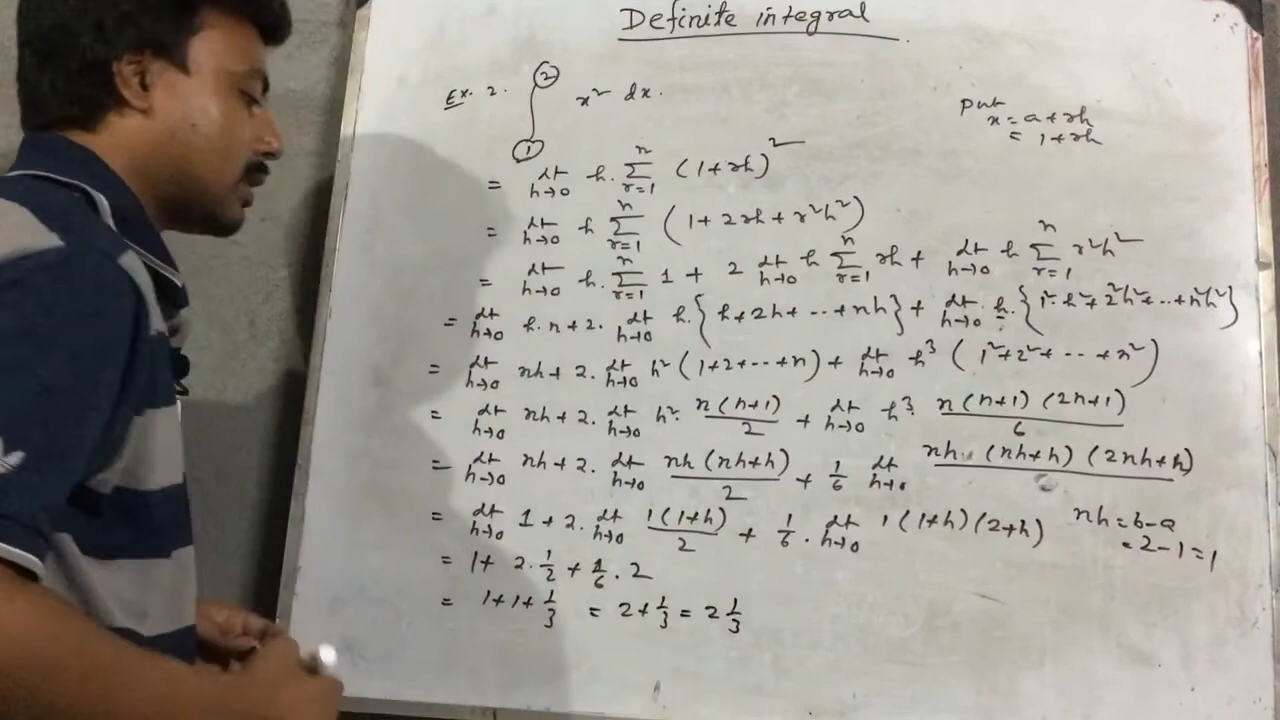 Definite integral
Ex. 2. ∫₁² x² dx.
Put
x = a + rh
= 1 + rh
= lt h→0 h. Σ r=1 n (1+rh)²
= lt h→0 h Σ r=1 n (1 + 2rh + r²h²)
= lt h→0 h. Σ r=1 n 1 + 2 lt h→0 h Σ r=1 n rh + lt h→0 h Σ r=1 n r²h²
= lt h→0 h.n + 2. lt h→0 h. {h+2h+ -- +nh} + lt h→0 h. {1².h²+2²h²+--+n²h²}
= lt h→0 nh + 2. lt h→0 h² (1+2+--+n) + lt h→0 h³ (1²+2²+ -- +n²)
= lt h→0 nh + 2. lt h→0 h². n(n+1)/2 + lt h→0 h³. n(n+1)(2n+1)/6
= lt h→0 nh + 2. lt h→0 nh(nh+h)/2 + 1/6 lt h→0 nh.(nh+h)(2nh+h)
= lt h→0 1 + 2. lt h→0 1(1+h)/2 + 1/6. lt h→0 1(1+h)(2+h)
nh = b-a
= 2-1 = 1
= 1 + 2.1/2 + 1/6.2
= 1+1+1/3 = 2+1/3 = 2 1/3